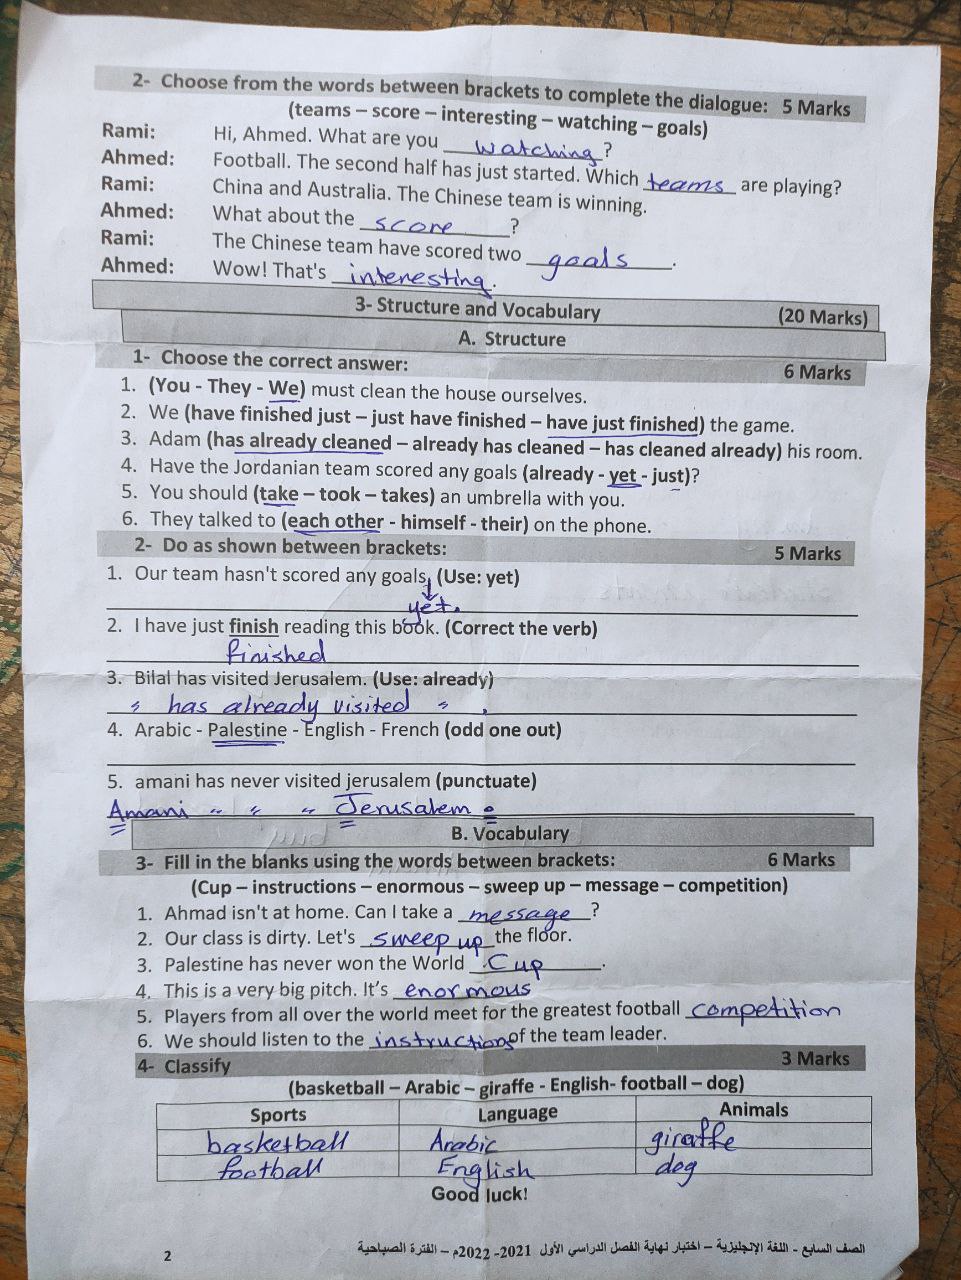 2- Choose from the words between brackets to complete the dialogue: 5 Marks
(teams – score – interesting – watching – goals)
Rami: Hi, Ahmed. What are you watching?
Ahmed: Football. The second half has just started. Which teams are playing?
Rami: China and Australia. The Chinese team is winning.
Ahmed: What about the score?
Rami: The Chinese team have scored two goals.
Ahmed: Wow! That's interesting.
3- Structure and Vocabulary (20 Marks)
A. Structure
1- Choose the correct answer: 6 Marks
1. (You - They - We) must clean the house ourselves.
2. We (have finished just – just have finished – have just finished) the game.
3. Adam (has already cleaned – already has cleaned – has cleaned already) his room.
4. Have the Jordanian team scored any goals (already - yet - just)?
5. You should (take – took – takes) an umbrella with you.
6. They talked to (each other - himself - their) on the phone.
2- Do as shown between brackets: 5 Marks
1. Our team hasn't scored any goals. (Use: yet)
yet.
2. I have just finish reading this book. (Correct the verb)
finished
3. Bilal has visited Jerusalem. (Use: already)
" has already visited " .
4. Arabic - Palestine - English - French (odd one out)
5. amani has never visited jerusalem (punctuate)
Amani " " " Jerusalem .
B. Vocabulary
3- Fill in the blanks using the words between brackets: 6 Marks
(Cup – instructions – enormous – sweep up – message – competition)
1. Ahmad isn't at home. Can I take a message?
2. Our class is dirty. Let's sweep up the floor.
3. Palestine has never won the World Cup.
4. This is a very big pitch. It's enormous
5. Players from all over the world meet for the greatest football competition
6. We should listen to the instructions of the team leader.
4- Classify 3 Marks
(basketball – Arabic – giraffe - English- football – dog)
Sports Language Animals
basketball Arabic giraffe
football English dog
Good luck!
2 الصف السابع - اللغة الإنجليزية – اختبار نهاية الفصل الدراسي الأول 2021- 2022م – الفترة الصباحية